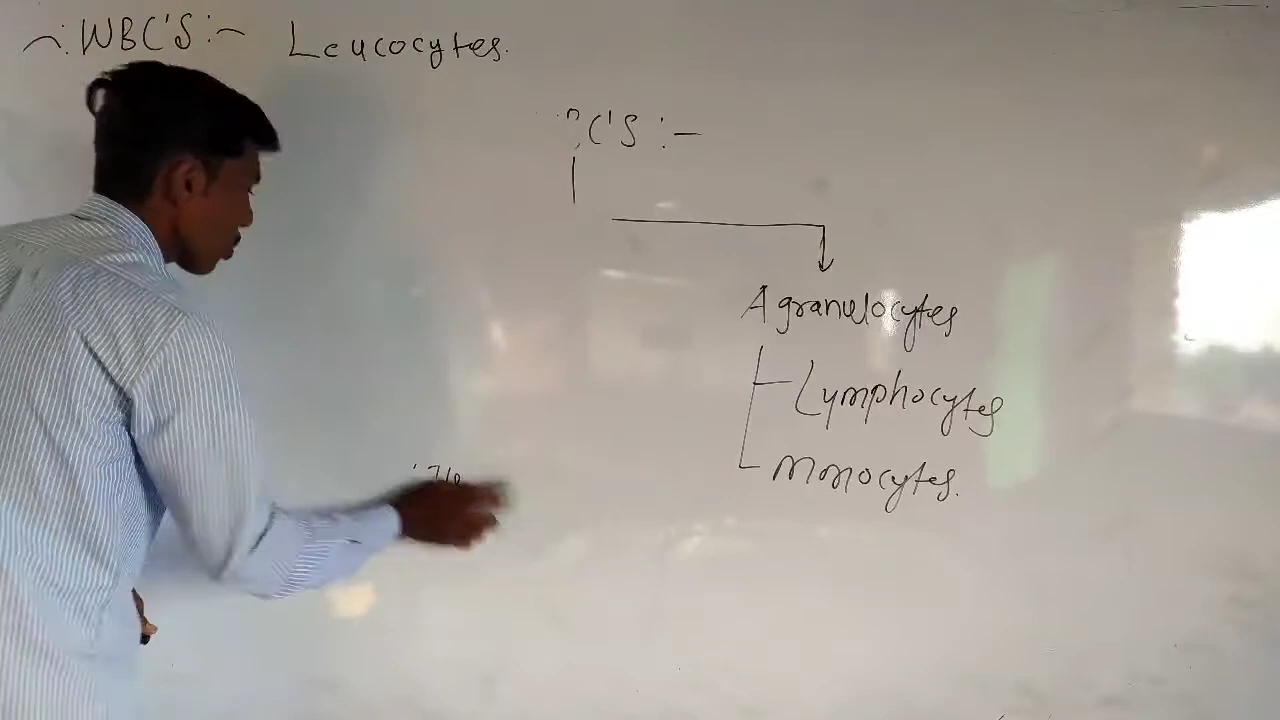 WBC'S:- Leucocytes.
C'S :-
Agranulocytes
Lymphocytes
Monocytes.